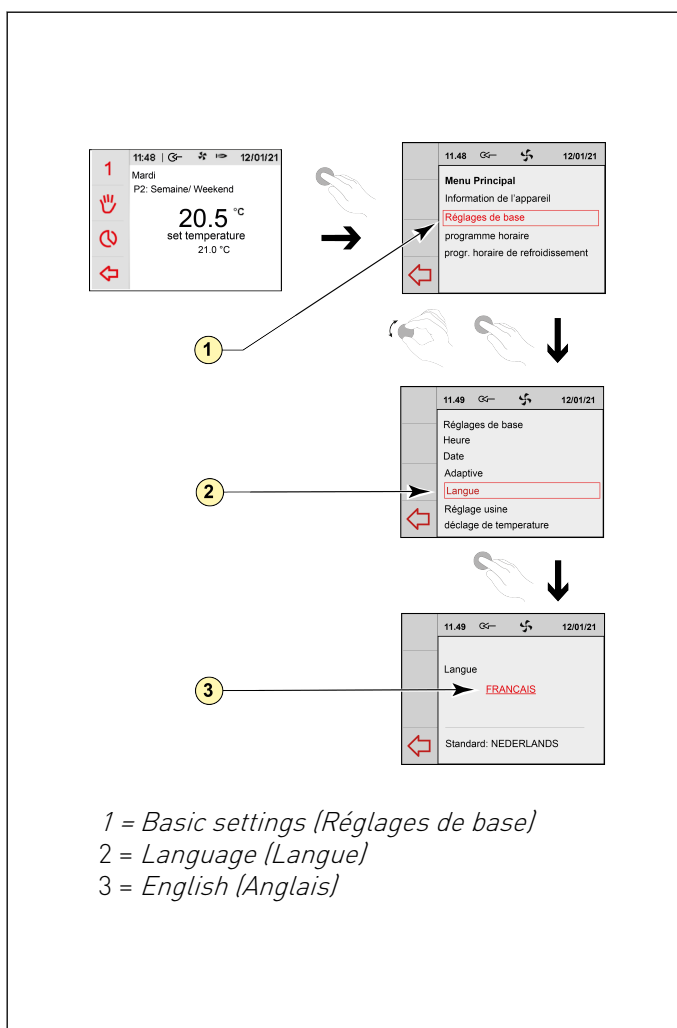 11:48 12/01/21
1
Mardi
P2: Semaine/ Weekend
20.5 °C
set temperature
21.0 °C
11.48 12/01/21
Menu Principal
Information de l'appareil
Réglages de base
programme horaire
progr. horaire de refroidissement
1
11.49 12/01/21
Réglages de base
Heure
Date
Adaptive
Langue
Réglage usine
déclage de temperature
2
11.49 12/01/21
Langue
FRANCAIS
Standard: NEDERLANDS
3
1 = Basic settings (Réglages de base)
2 = Language (Langue)
3 = English (Anglais)